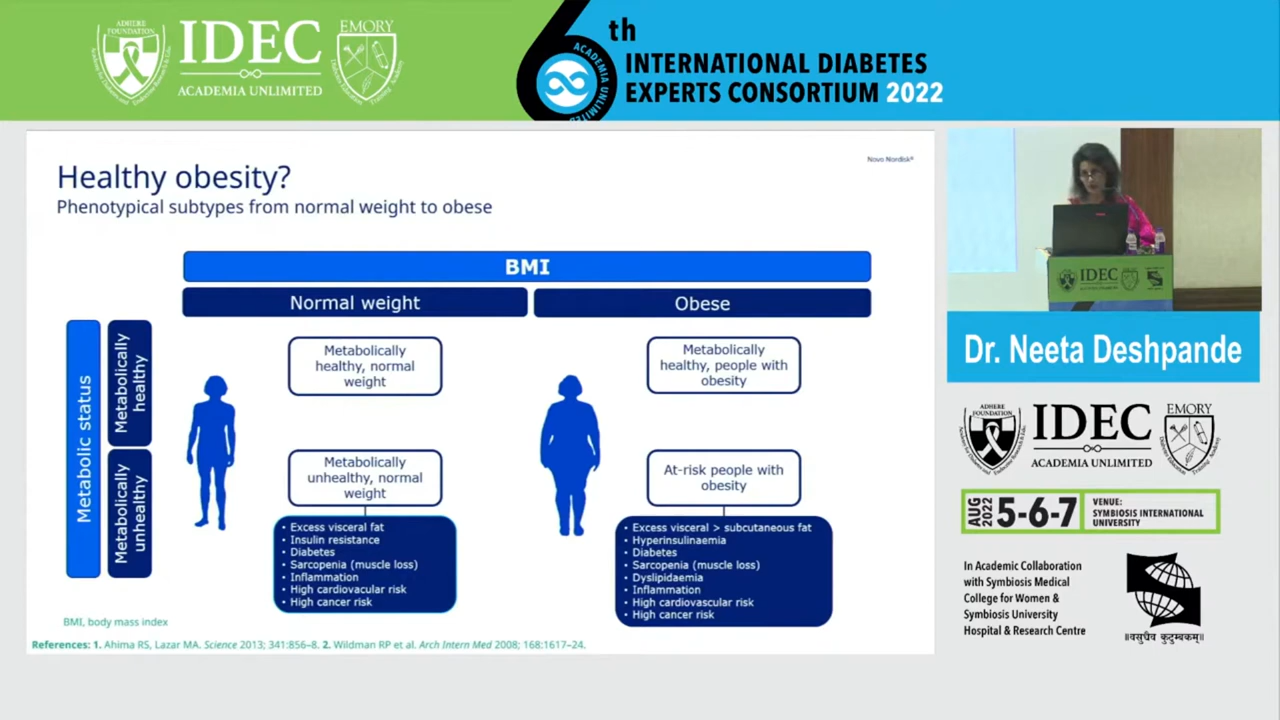 ADHERE
FOUNDATION
IDEC
ACADEMIA UNLIMITED
EMORY
6th
ACADEMIA UNLIMITED
INTERNATIONAL DIABETES
EXPERTS CONSORTIUM 2022
Novo Nordisk®
Healthy obesity?
Phenotypical subtypes from normal weight to obese
BMI
Normal weight
Obese
Metabolic status
Metabolically
healthy
Metabolically
unhealthy
Metabolically
healthy, normal
weight
Metabolically
healthy, people with
obesity
Metabolically
unhealthy, normal
weight
At-risk people with
obesity
• Excess visceral fat
• Insulin resistance
• Diabetes
• Sarcopenia (muscle loss)
• Inflammation
• High cardiovacular risk
• High cancer risk
• Excess visceral > subcutaneous fat
• Hyperinsulinaemia
• Diabetes
• Sarcopenia (muscle loss)
• Dyslipidaemia
• Inflammation
• High cardiovascular risk
• High cancer risk
BMI, body mass index
References: 1. Ahima RS, Lazar MA. Science 2013; 341:856–8. 2. Wildman RP et al. Arch Intern Med 2008; 168:1617–24.
IDEC
Dr. Neeta Deshpande
ADHERE
FOUNDATION
IDEC
ACADEMIA UNLIMITED
EMORY
AUG
2022
5-6-7
VENUE:
SYMBIOSIS INTERNATIONAL
UNIVERSITY
In Academic Collaboration
with Symbiosis Medical
College for Women &
Symbiosis University
Hospital & Research Centre
॥वसुधैव कुटुम्बकम्॥